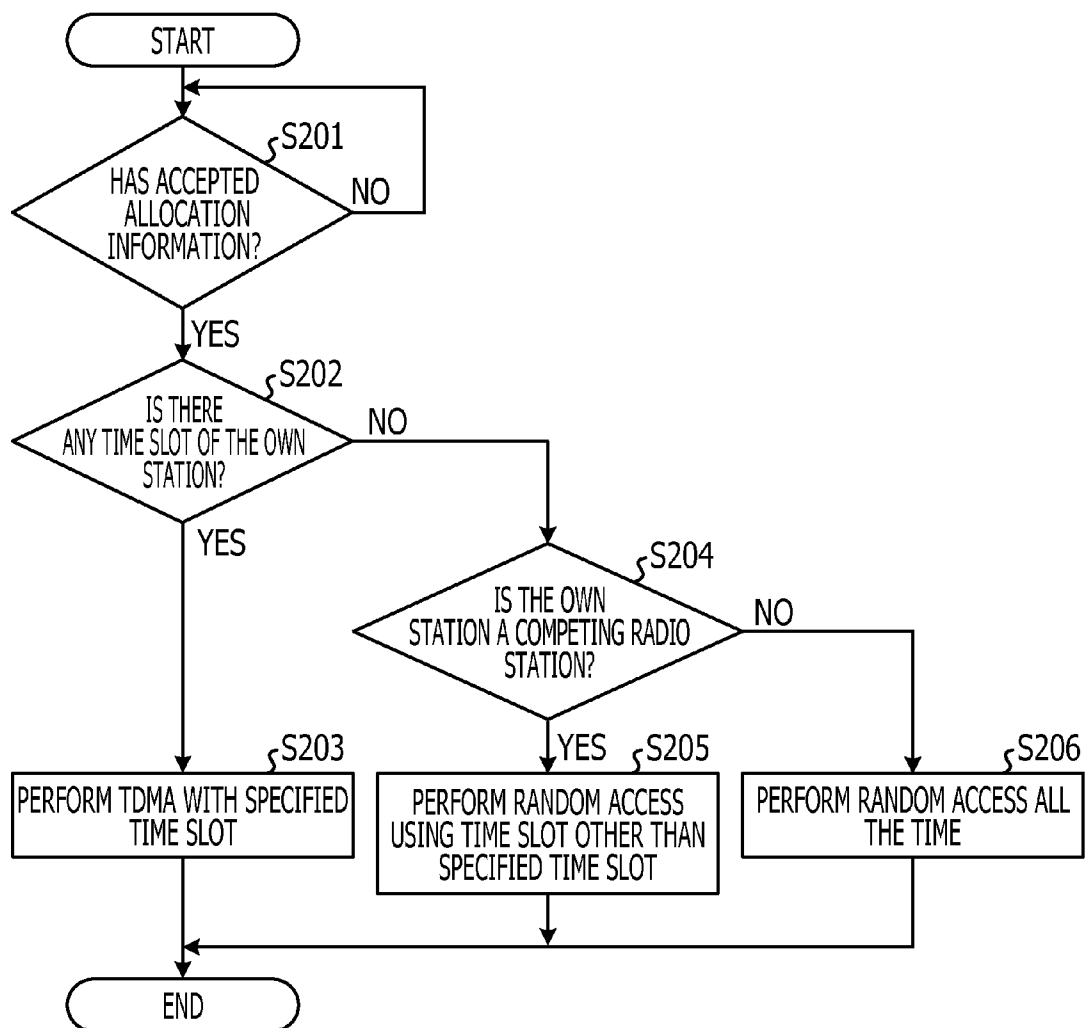 START
S201
HAS ACCEPTED
ALLOCATION
INFORMATION?
NO
YES
S202
IS THERE
ANY TIME SLOT OF THE OWN
STATION?
NO
YES
S204
IS THE OWN
STATION A COMPETING RADIO
STATION?
NO
YES
S203
PERFORM TDMA WITH SPECIFIED
TIME SLOT
S205
PERFORM RANDOM ACCESS
USING TIME SLOT OTHER THAN
SPECIFIED TIME SLOT
S206
PERFORM RANDOM ACCESS ALL
THE TIME
END